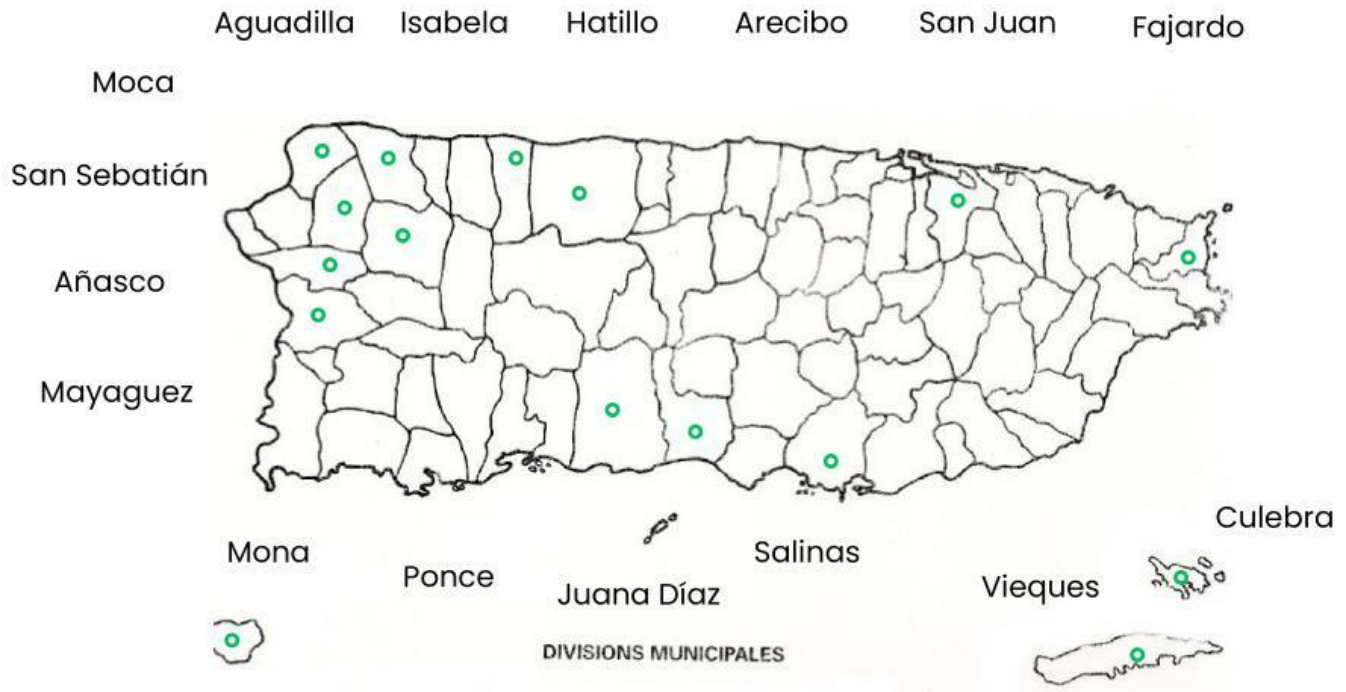 Aguadilla Isabela Hatillo Arecibo San Juan Fajardo
Moca
San Sebatián
Añasco
Mayaguez
Culebra
Mona
Ponce
Juana Díaz
Salinas
Vieques
DIVISIONS MUNICIPALES